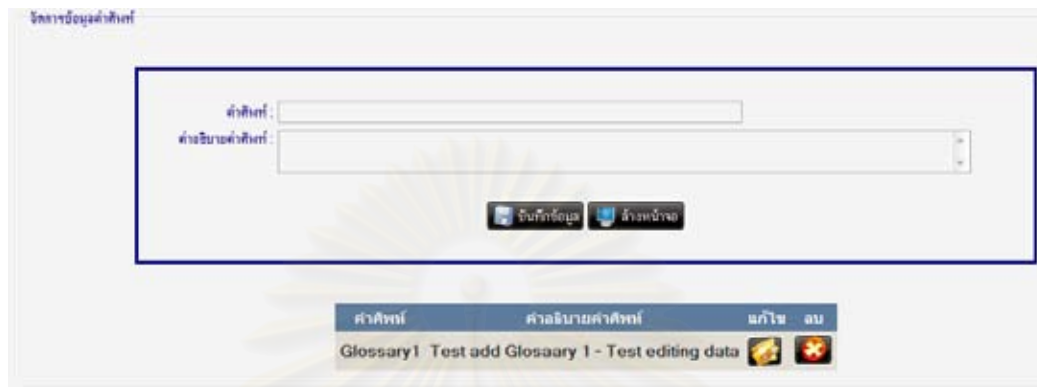 จัดการข้อมูลคำศัพท์
คำศัพท์ :
คำอธิบายคำศัพท์ :
บันทึกข้อมูล ล้างหน้าจอ
คำศัพท์ คำอธิบายคำศัพท์ แก้ไข ลบ
Glossary1 Test add Glosaary 1 - Test editing data